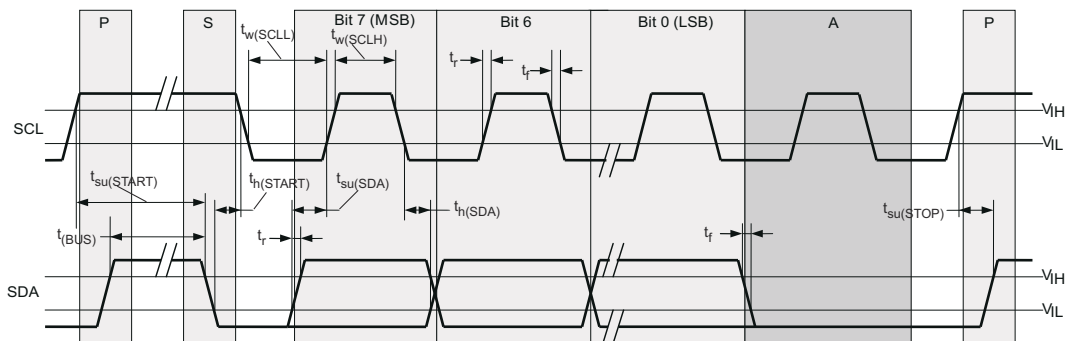 P
S
Bit 7 (MSB)
Bit 6
Bit 0 (LSB)
A
P
tw(SCLL)
tw(SCLH)
tr
tf
SCL
VIH
VIL
tsu(START)
th(START)
tsu(SDA)
th(SDA)
tsu(STOP)
t(BUS)
tr
tf
SDA
VIH
VIL